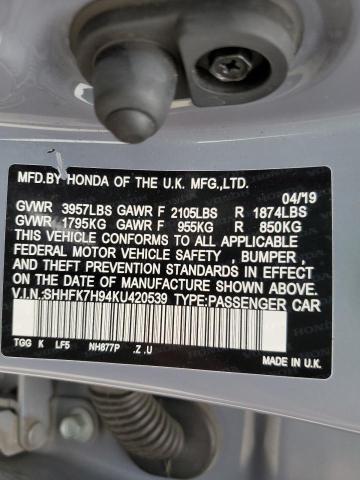 MFD.BY HONDA OF THE U.K. MFG.,LTD.
04/19
GVWR 3957LBS GAWR F 2105LBS R 1874LBS
GVWR 1795KG GAWR F 955KG R 850KG
THIS VEHICLE CONFORMS TO ALL APPLICABLE
FEDERAL MOTOR VEHICLE SAFETY , BUMPER ,
AND THEFT PREVENTION STANDARDS IN EFFECT
ON THE DATE OF MANUFACTURE SHOWN ABOVE.
V.I.N:SHHFK7H94KU420539 TYPE:PASSENGER CAR
TGG K LF5 NH877P .Z .U
MADE IN U.K.